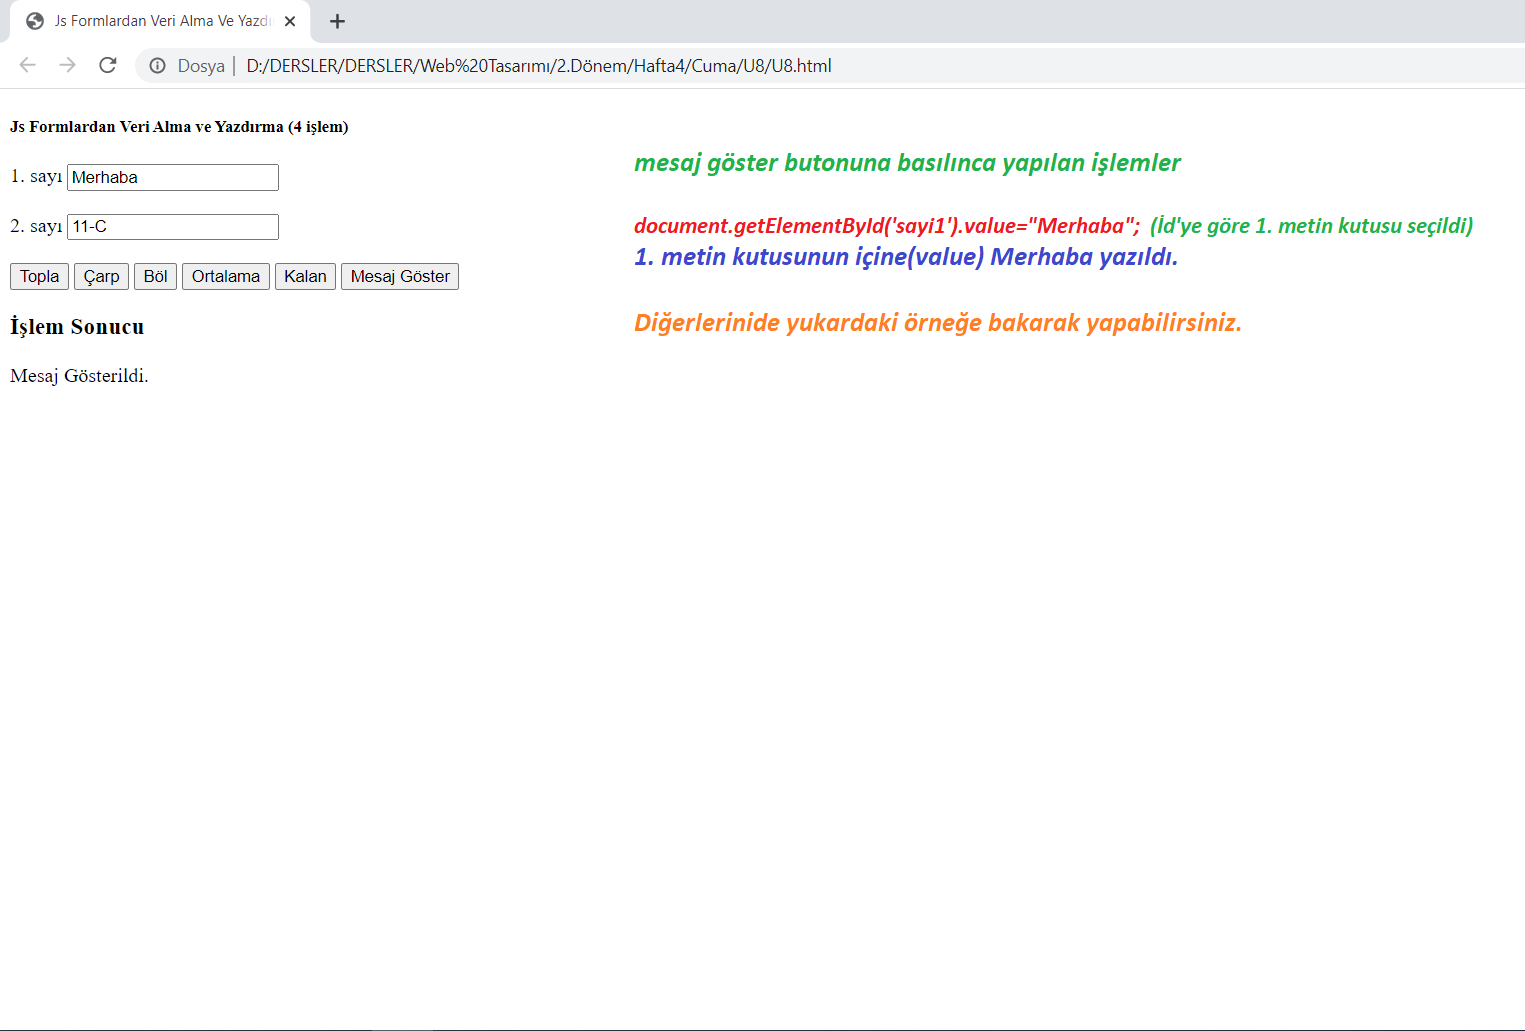 Js Formlardan Veri Alma Ve Yazdı
Dosya | D:/DERSLER/DERSLER/Web%20Tasarımı/2.Dönem/Hafta4/Cuma/U8/U8.html
Js Formlardan Veri Alma ve Yazdırma (4 işlem)
1. sayı Merhaba
2. sayı 11-C
Topla Çarp Böl Ortalama Kalan Mesaj Göster
İşlem Sonucu
Mesaj Gösterildi.
mesaj göster butonuna basılınca yapılan işlemler
document.getElementById('sayi1').value="Merhaba"; (İd'ye göre 1. metin kutusu seçildi)
1. metin kutusunun içine(value) Merhaba yazıldı.
Diğerlerinide yukardaki örneğe bakarak yapabilirsiniz.